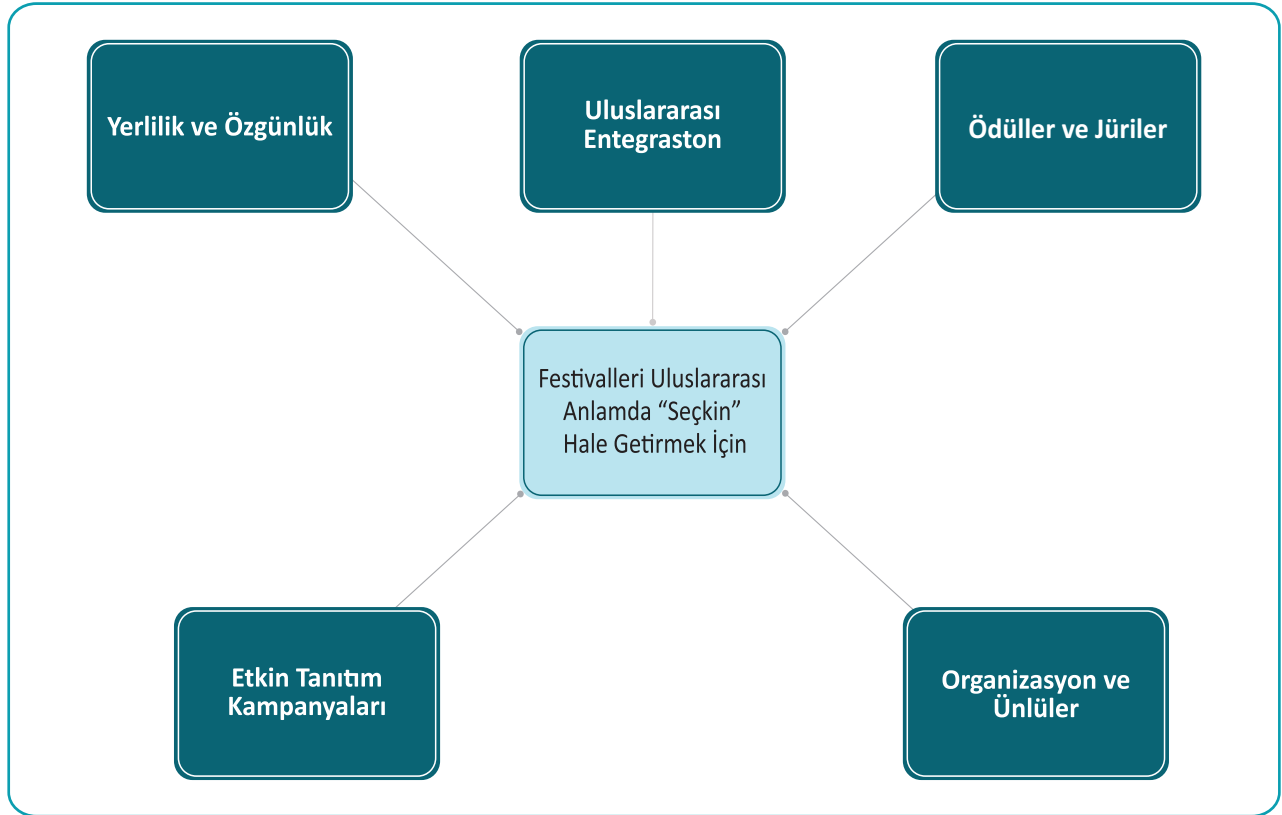 Yerlilik ve Özgünlük
Uluslararası
Entegraston
Ödüller ve Jüriler
Festivalleri Uluslararası
Anlamda “Seçkin”
Hale Getirmek İçin
Etkin Tanıtım
Kampanyaları
Organizasyon ve
Ünlüler